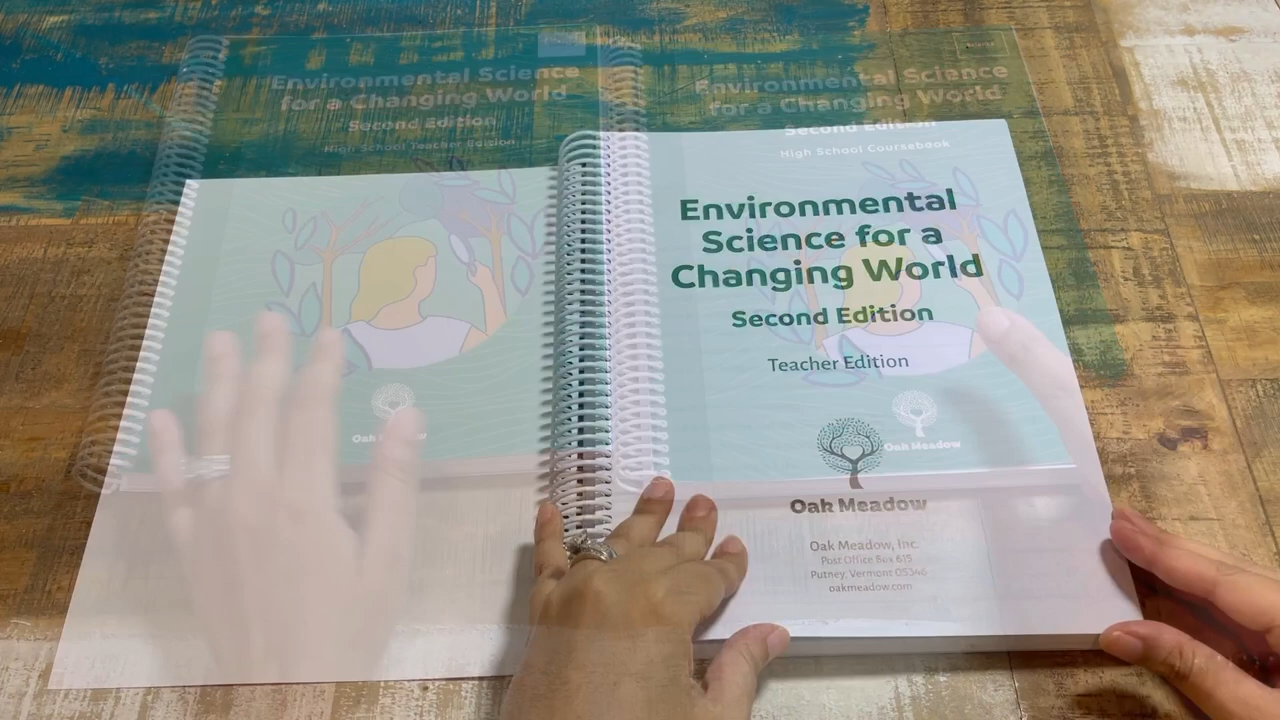 Environmental Science
for a Changing World
Second Edition
High School Teacher Edition
Oak Meadow
Environmental Science
for a Changing World
Second Edition
High School Coursebook
Oak Meadow
Environmental
Science for a
Changing World
Second Edition
Teacher Edition
Oak Meadow
Oak Meadow, Inc.
Post Office Box 615
Putney, Vermont 05346
oakmeadow.com